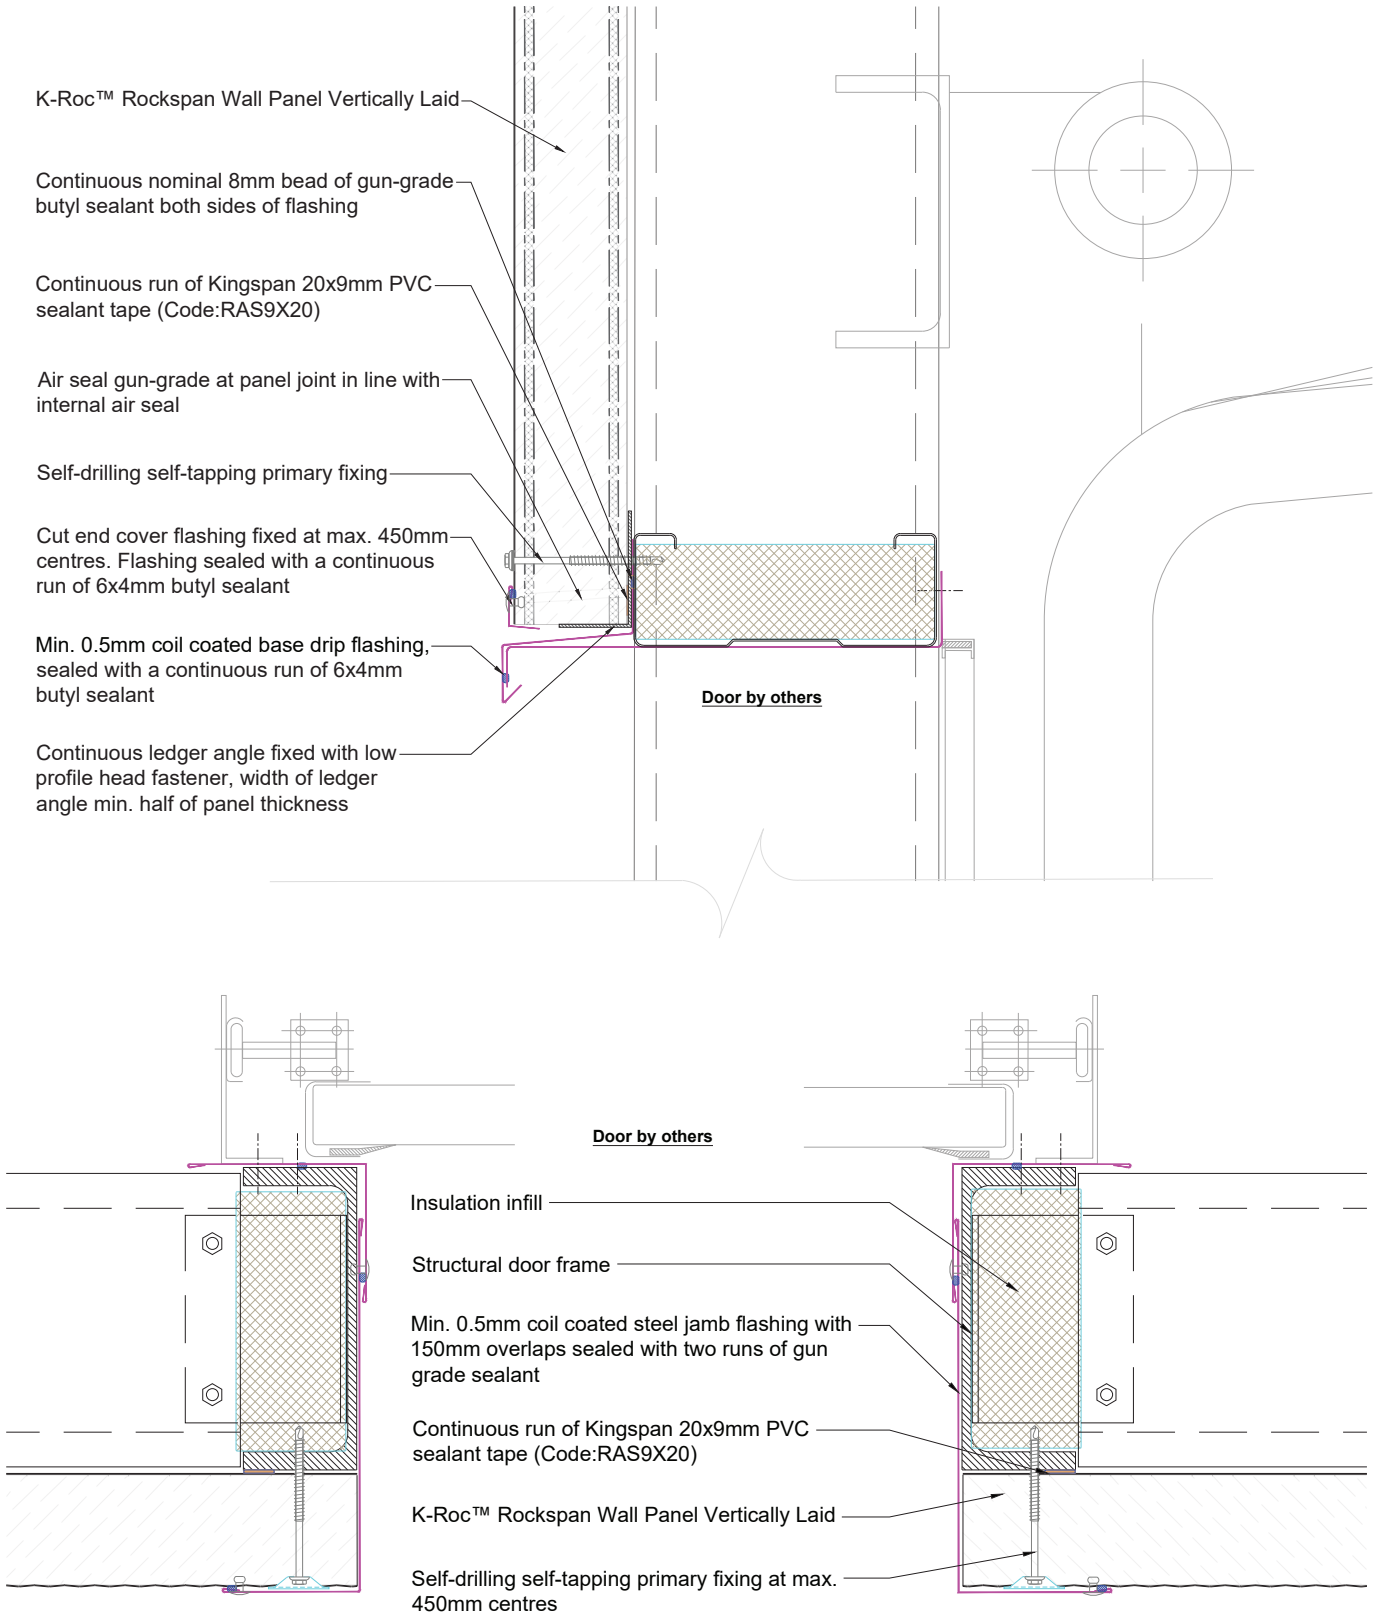 K-Roc™ Rockspan Wall Panel Vertically Laid
Continuous nominal 8mm bead of gun-grade
butyl sealant both sides of flashing
Continuous run of Kingspan 20x9mm PVC
sealant tape (Code:RAS9X20)
Air seal gun-grade at panel joint in line with
internal air seal
Self-drilling self-tapping primary fixing
Cut end cover flashing fixed at max. 450mm
centres. Flashing sealed with a continuous
run of 6x4mm butyl sealant
Min. 0.5mm coil coated base drip flashing,
sealed with a continuous run of 6x4mm
butyl sealant
Door by others
Continuous ledger angle fixed with low
profile head fastener, width of ledger
angle min. half of panel thickness
Door by others
Insulation infill
Structural door frame
Min. 0.5mm coil coated steel jamb flashing with
150mm overlaps sealed with two runs of gun
grade sealant
Continuous run of Kingspan 20x9mm PVC
sealant tape (Code:RAS9X20)
K-Roc™ Rockspan Wall Panel Vertically Laid
Self-drilling self-tapping primary fixing at max.
450mm centres